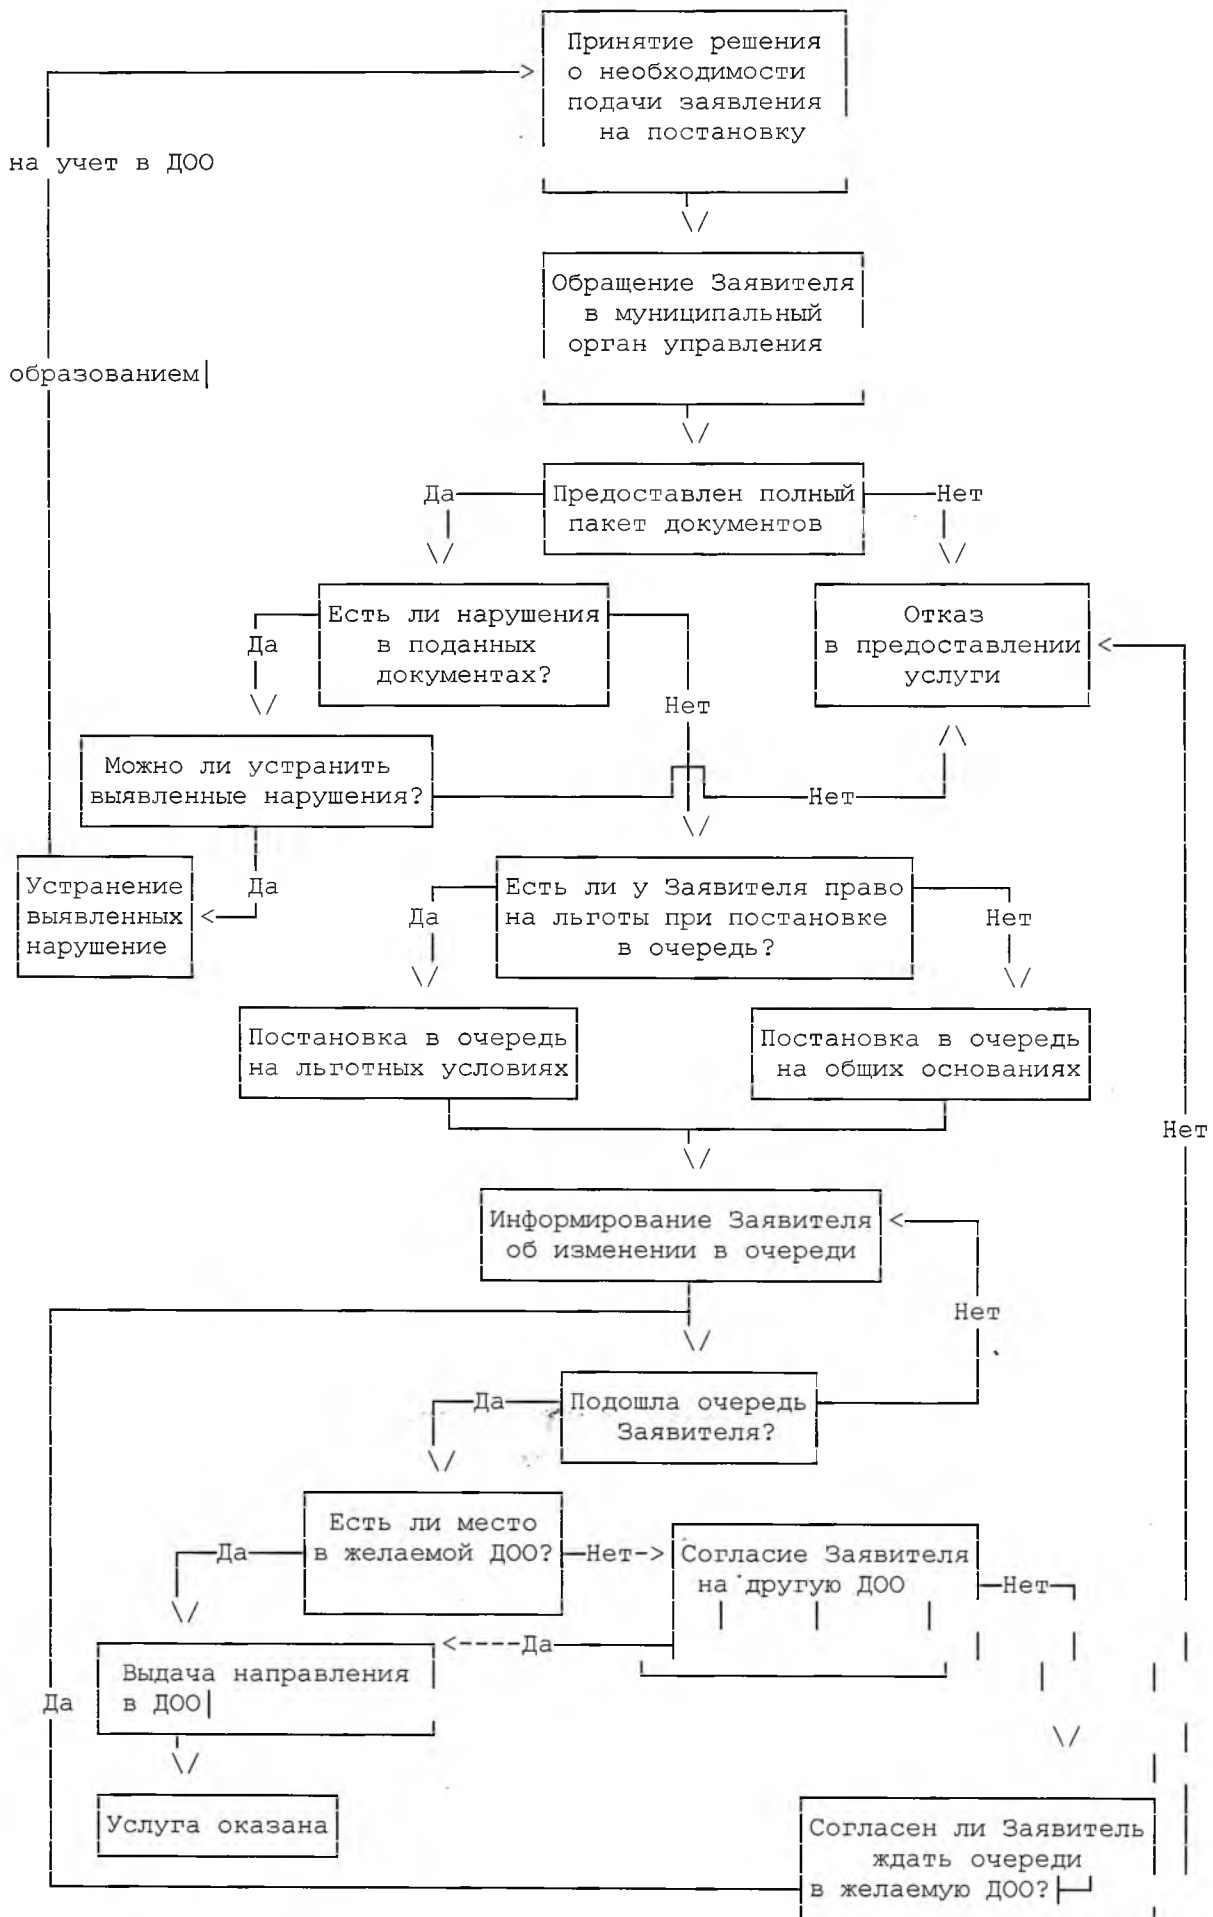 Принятие решения
о необходимости
подачи заявления
на постановку
на учет в ДОО
Обращение Заявителя
в муниципальный
орган управления
образованием
Да
Предоставлен полный
пакет документов
Нет
Есть ли нарушения
в поданных
документах?
Да
Нет
Отказ
в предоставлении
услуги
Можно ли устранить
выявленные нарушения?
Нет
Да
Устранение
выявленных
нарушение
Есть ли у Заявителя право
на льготы при постановке
в очередь?
Да
Нет
Постановка в очередь
на льготных условиях
Постановка в очередь
на общих основаниях
Нет
Информирование Заявителя
об изменении в очереди
Нет
Да
Подошла очередь
Заявителя?
Есть ли место
в желаемой ДОО?
Да
Нет
Согласие Заявителя
на другую ДОО
Нет
Да
Выдача направления
в ДОО
Да
Услуга оказана
Согласен ли Заявитель
ждать очереди
в желаемую ДОО?